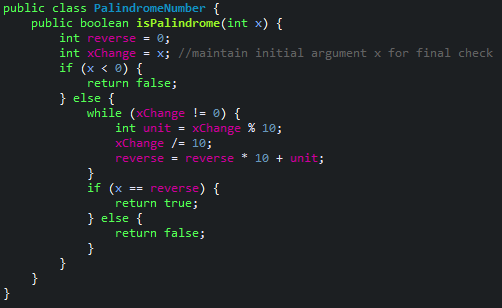 public class PalindromeNumber {
    public boolean isPalindrome(int x) {
        int reverse = 0;
        int xChange = x; //maintain initial argument x for final check
        if (x < 0) {
            return false;
        } else {
            while (xChange != 0) {
                int unit = xChange % 10;
                xChange /= 10;
                reverse = reverse * 10 + unit;
            }
            if (x == reverse) {
                return true;
            } else {
                return false;
            }
        }
    }
}